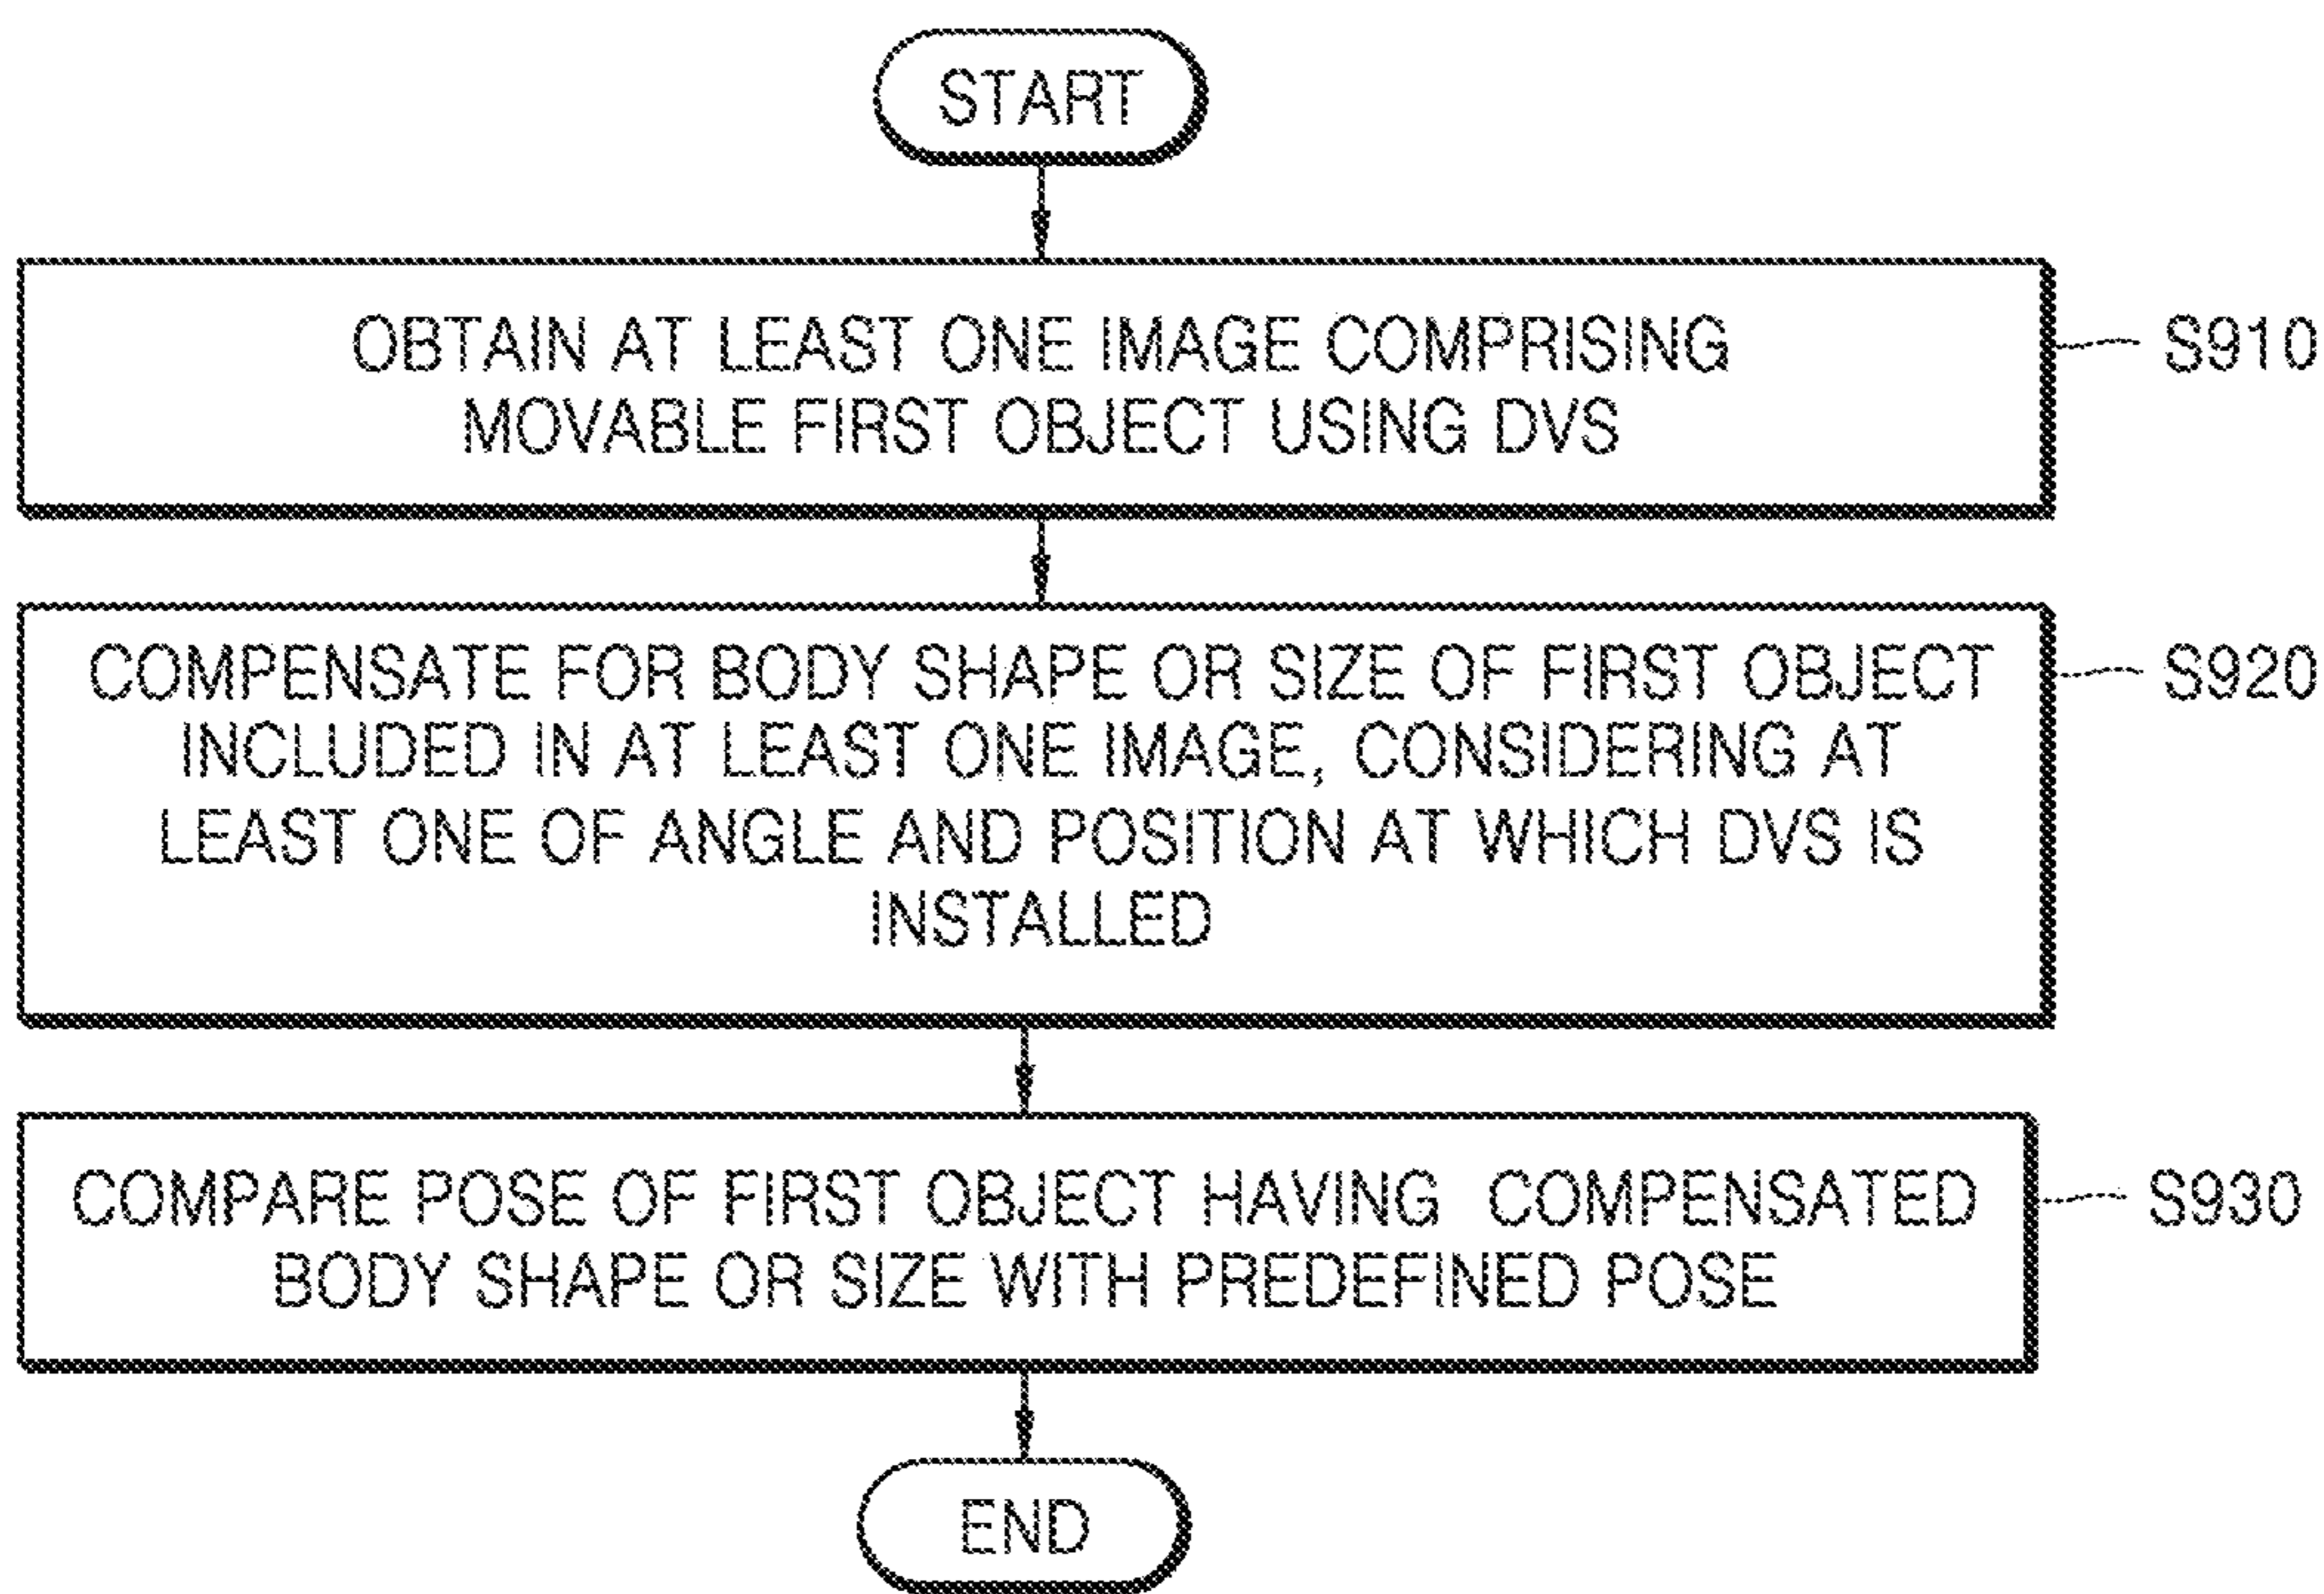 START
OBTAIN AT LEAST ONE IMAGE COMPRISING
MOVABLE FIRST OBJECT USING DVS
S910
COMPENSATE FOR BODY SHAPE OR SIZE OF FIRST OBJECT
INCLUDED IN AT LEAST ONE IMAGE, CONSIDERING AT
LEAST ONE OF ANGLE AND POSITION AT WHICH DVS IS
INSTALLED
S920
COMPARE POSE OF FIRST OBJECT HAVING COMPENSATED
BODY SHAPE OR SIZE WITH PREDEFINED POSE
S930
END